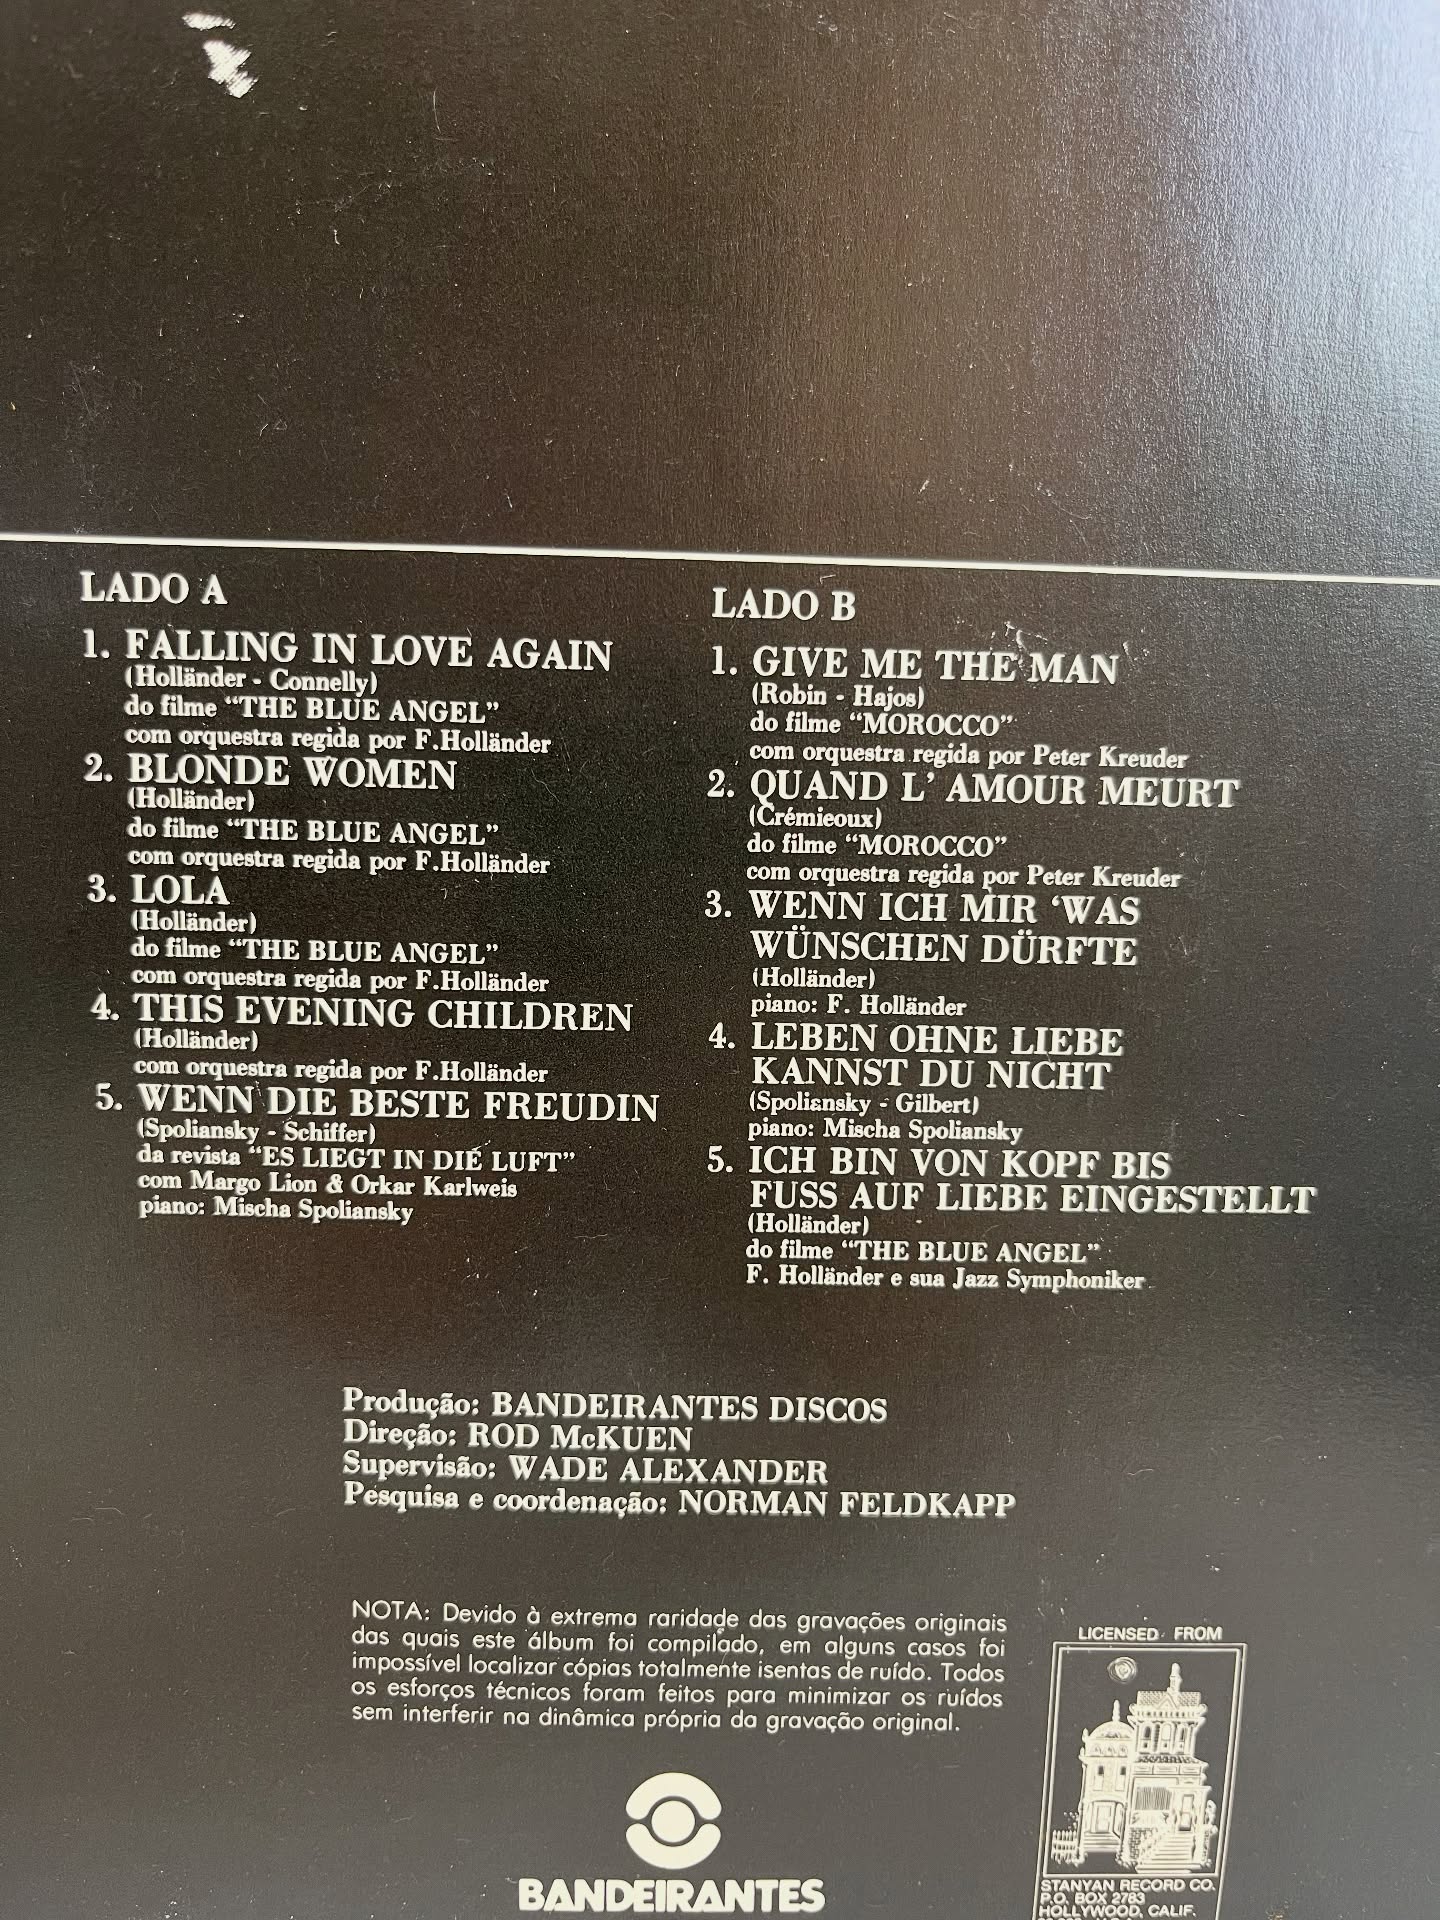 LADO A
1. FALLING IN LOVE AGAIN
(Holländer - Connelly)
do filme “THE BLUE ANGEL”
com orquestra regida por F.Holländer
2. BLONDE WOMEN
(Holländer)
do filme “THE BLUE ANGEL”
com orquestra regida por F.Holländer
3. LOLA
(Holländer)
do filme “THE BLUE ANGEL”
com orquestra regida por F.Holländer
4. THIS EVENING CHILDREN
(Holländer)
com orquestra regida por F.Holländer
5. WENN DIE BESTE FREUDIN
(Spoliansky - Schiffer)
da revista “ES LIEGT IN DIE LUFT”
com Margo Lion & Orkar Karlweis
piano: Mischa Spoliansky
LADO B
1. GIVE ME THE MAN
(Robin - Hajos)
do filme “MOROCCO”
com orquestra regida por Peter Kreuder
2. QUAND L’ AMOUR MEURT
(Crémieoux)
do filme “MOROCCO”
com orquestra regida por Peter Kreuder
3. WENN ICH MIR ‘WAS
WÜNSCHEN DÜRFTE
(Holländer)
piano: F. Holländer
4. LEBEN OHNE LIEBE
KANNST DU NICHT
(Spoliansky - Gilbert)
piano: Mischa Spoliansky
5. ICH BIN VON KOPF BIS
FUSS AUF LIEBE EINGESTELLT
(Holländer)
do filme “THE BLUE ANGEL”
F. Holländer e sua Jazz Symphoniker
Produção: BANDEIRANTES DISCOS
Direção: ROD McKUEN
Supervisão: WADE ALEXANDER
Pesquisa e coordenação: NORMAN FELDKAPP
NOTA: Devido à extrema raridade das gravações originais
das quais este álbum foi compilado, em alguns casos foi
impossível localizar cópias totalmente isentas de ruído. Todos
os esforços técnicos foram feitos para minimizar os ruídos
sem interferir na dinâmica própria da gravação original.
BANDEIRANTES
LICENSED FROM
STANYAN RECORD CO.
P.O. BOX 2783
HOLLYWOOD, CALIF.